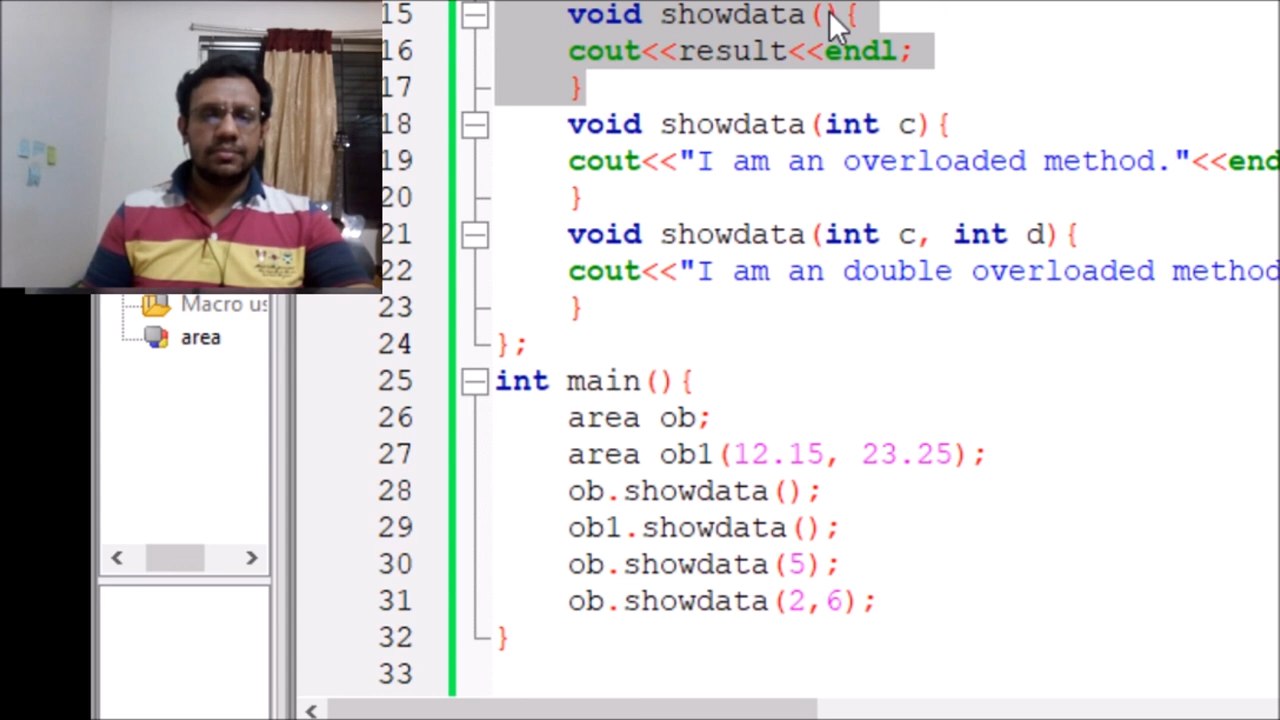 15 void showdata(){
16 cout<<result<<endl;
17 }
18 void showdata(int c){
19 cout<<"I am an overloaded method."<<end
20 }
21 void showdata(int c, int d){
22 cout<<"I am an double overloaded method
23 }
24 };
25 int main(){
26 area ob;
27 area ob1(12.15, 23.25);
28 ob.showdata();
29 ob1.showdata();
30 ob.showdata(5);
31 ob.showdata(2,6);
32 }
33
Macro us
area